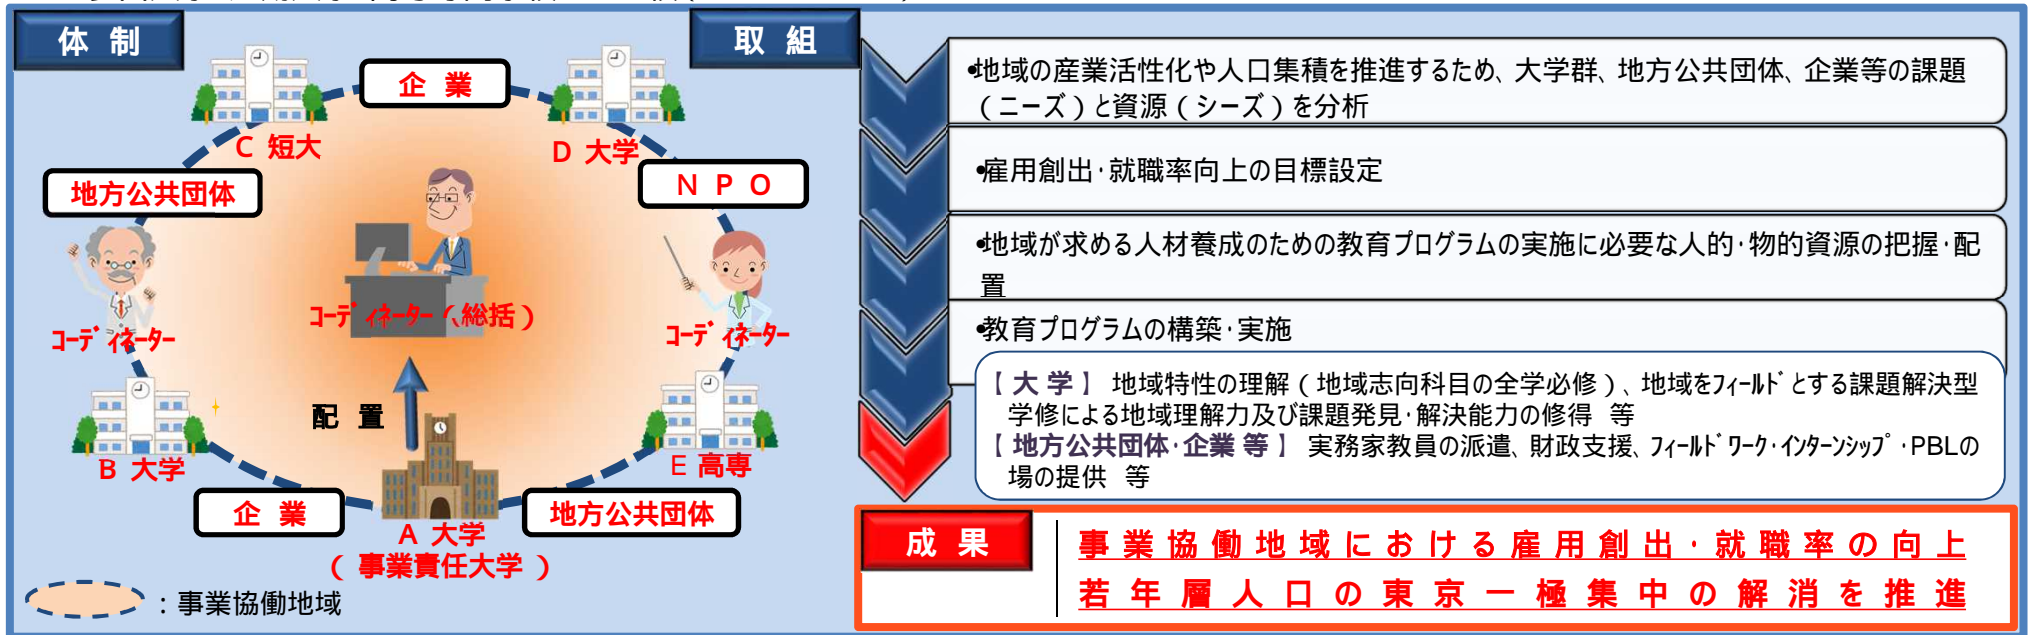 体 制
企 業
C 短大
D 大学
地方公共団体
N P O
コーディネーター(総括)
コーディネーター
コーディネーター
配 置
B 大学
E 高専
企 業
地方公共団体
A 大学
( 事業責任大学 )
：事業協働地域
取 組
•地域の産業活性化や人口集積を推進するため、大学群、地方公共団体、企業等の課題
(ニーズ)と資源(シーズ)を分析
•雇用創出･就職率向上の目標設定
•地域が求める人材養成のための教育プログラムの実施に必要な人的･物的資源の把握･配
置
•教育プログラムの構築･実施
【 大 学 】 地域特性の理解(地域志向科目の全学必修)、地域をフィールドとする課題解決型
学修による地域理解力及び課題発見･解決能力の修得 等
【 地方公共団体･企業 等 】 実務家教員の派遣、財政支援、フィールドワーク･インターンシップ･PBLの
場の提供 等
成 果
事業協働地域における雇用創出･就職率の向上
若年層人口の東京一極集中の解消を推進